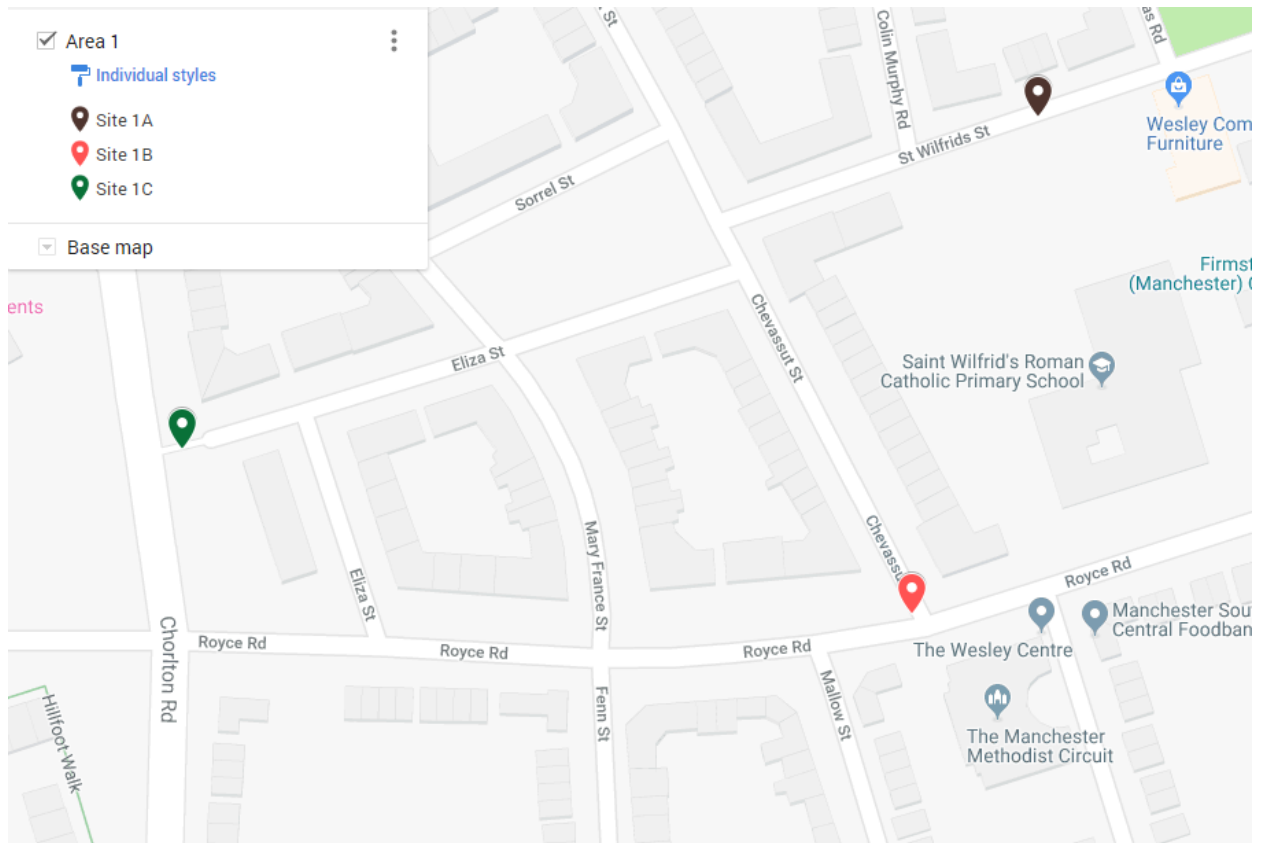 Area 1
Individual styles
Site 1A
Site 1B
Site 1C
Base map
St
Colin Murphy Rd
as Rd
St Wilfrids St
Wesley Com
Furniture
Sorrel St
ents
Firmst
(Manchester) C
Chevassut St
Eliza St
Saint Wilfrid's Roman
Catholic Primary School
Chevassu
Mary France St
Eliza St
Royce Rd
Chorlton Rd
Royce Rd
Royce Rd
Royce Rd
The Wesley Centre
Manchester Sou
Central Foodban
Mallow St
Fenn St
Hillfoot Walk
The Manchester
Methodist Circuit